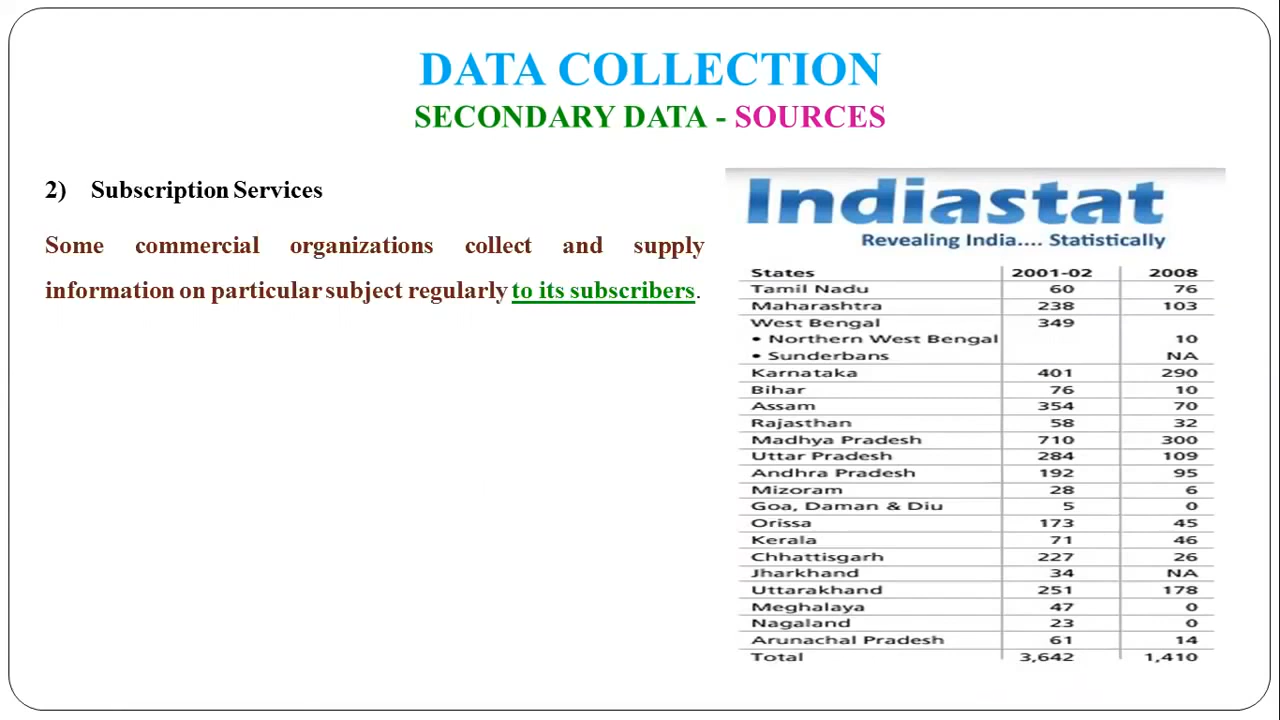 DATA COLLECTION
SECONDARY DATA - SOURCES
2) Subscription Services
Some commercial organizations collect and supply
information on particular subject regularly to its subscribers.
Indiastat
Revealing India.... Statistically
States 2001-02 2008
Tamil Nadu 60 76
Maharashtra 238 103
West Bengal 349
• Northern West Bengal 10
• Sunderbans NA
Karnataka 401 290
Bihar 76 10
Assam 354 70
Rajasthan 58 32
Madhya Pradesh 710 300
Uttar Pradesh 284 109
Andhra Pradesh 192 95
Mizoram 28 6
Goa, Daman & Diu 5 0
Orissa 173 45
Kerala 71 46
Chhattisgarh 227 26
Jharkhand 34 NA
Uttarakhand 251 178
Meghalaya 47 0
Nagaland 23 0
Arunachal Pradesh 61 14
Total 3,642 1,410